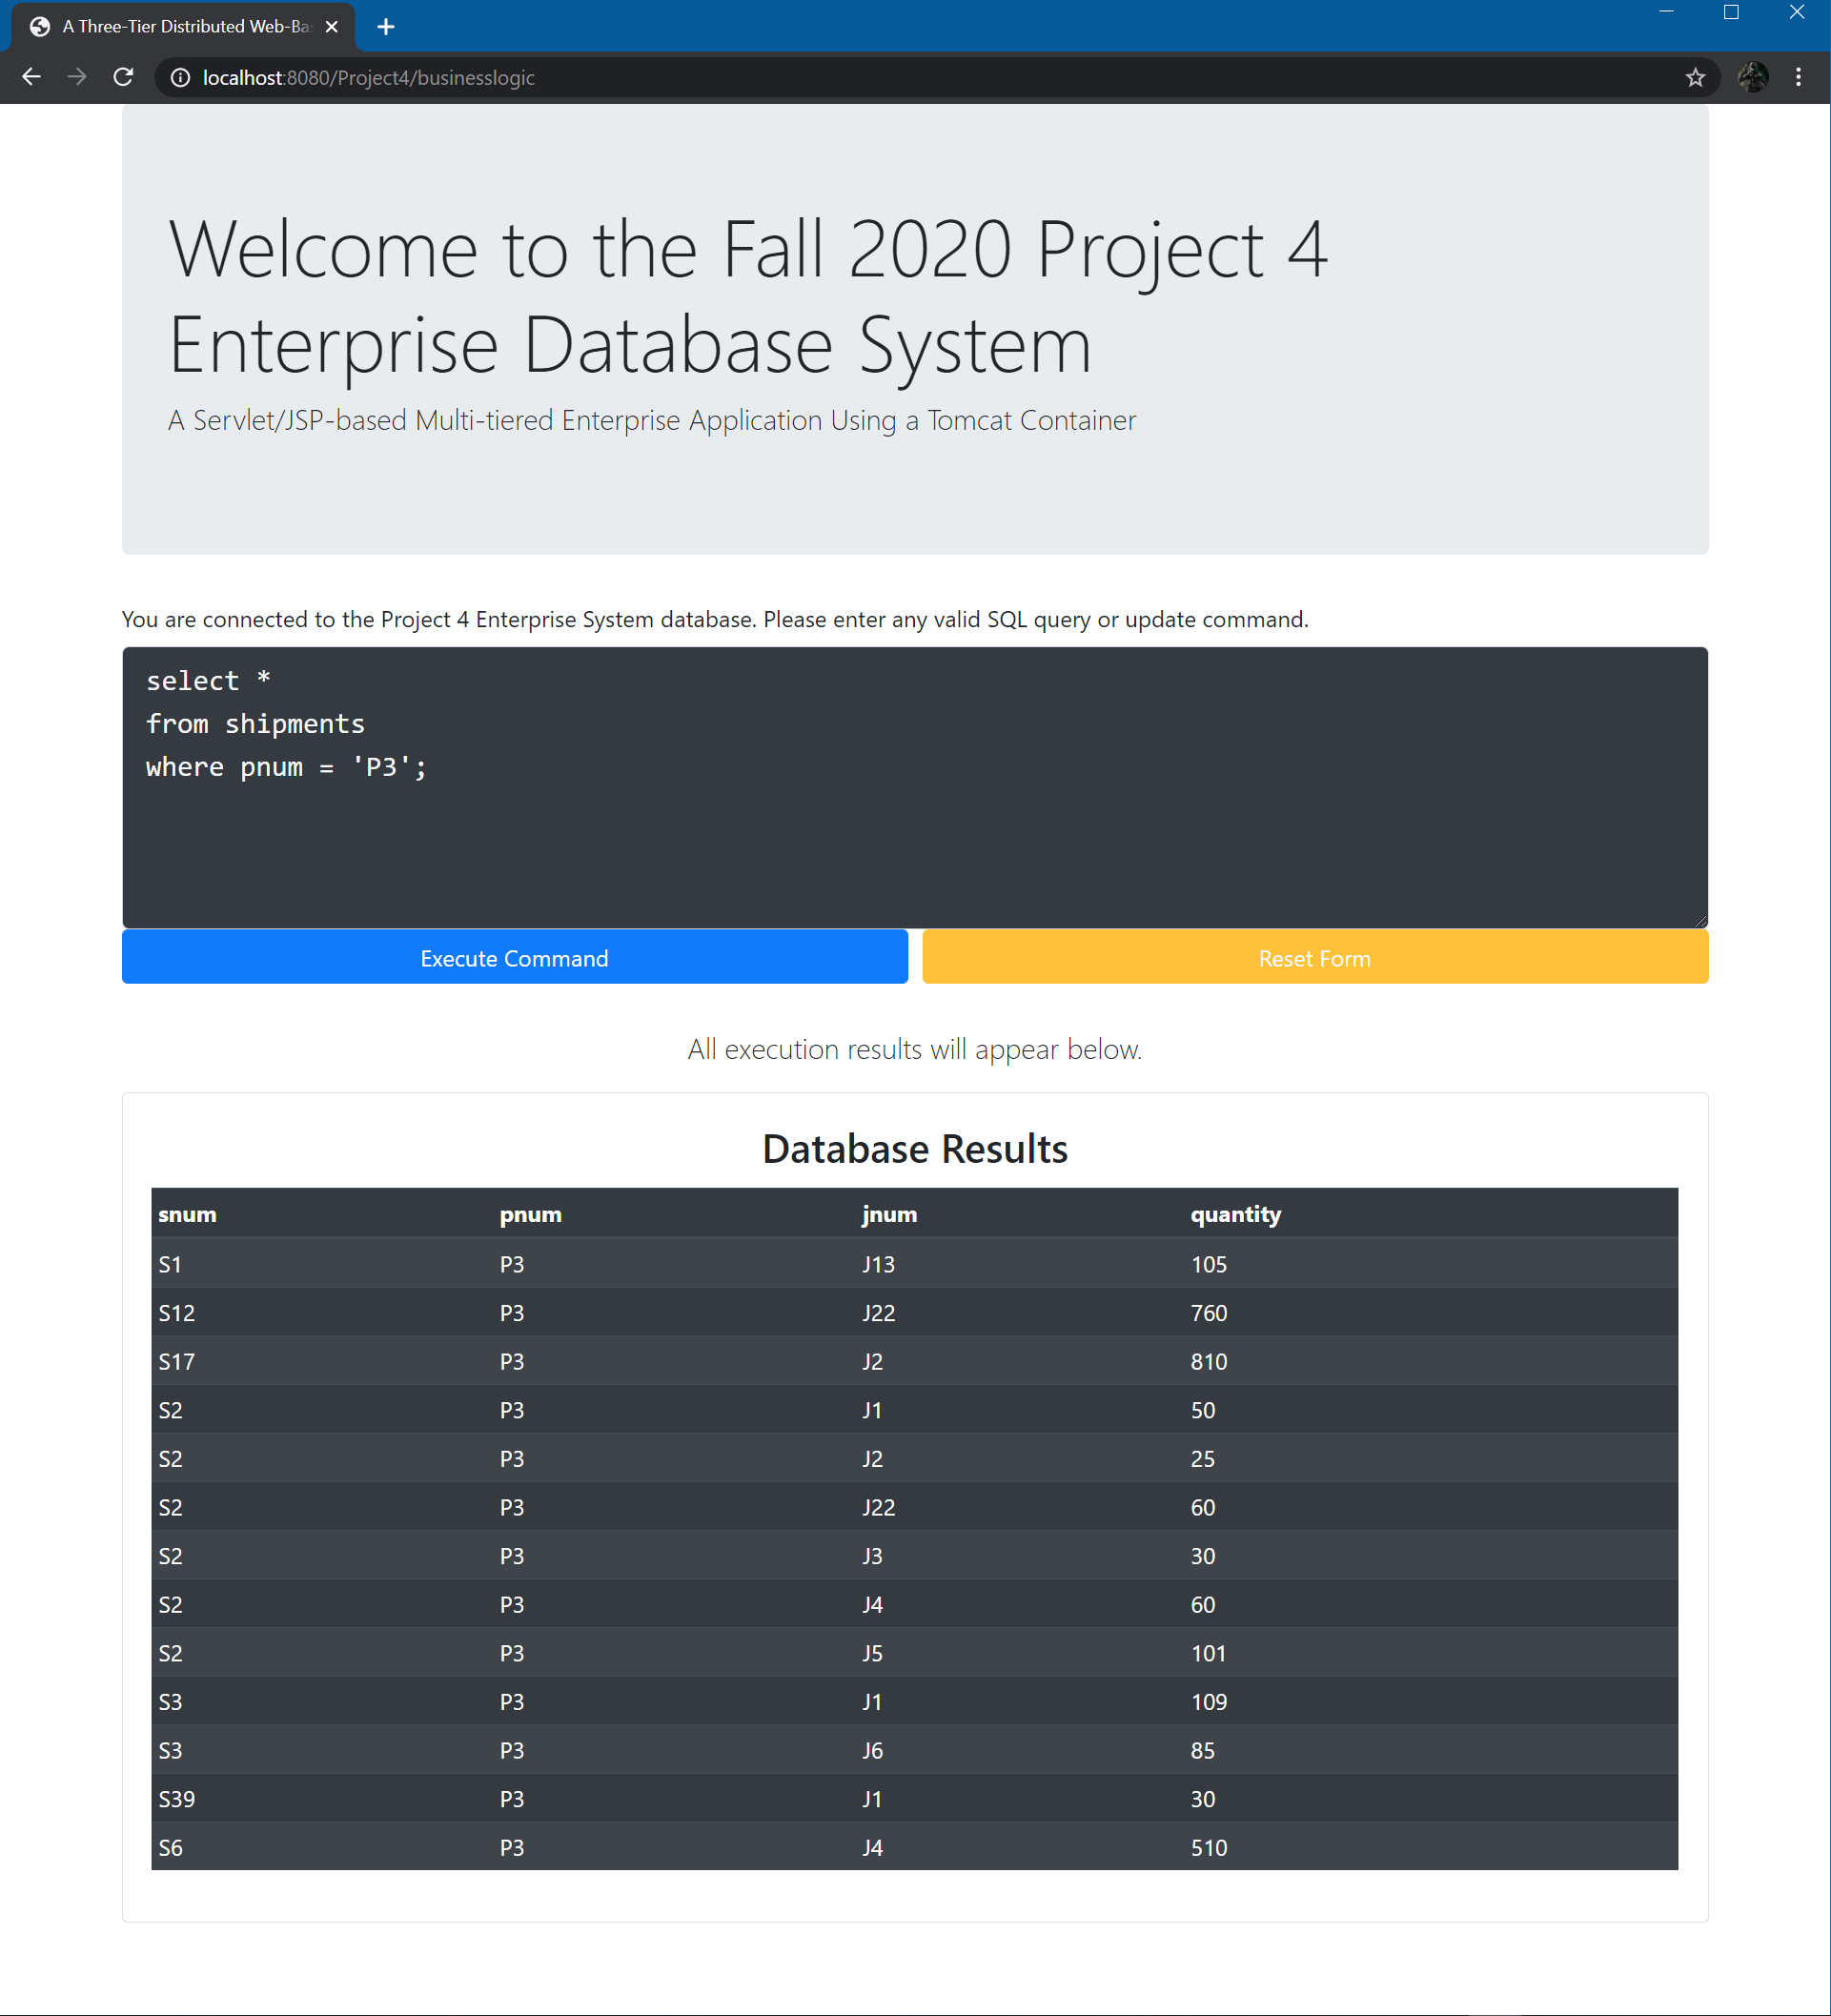 A Three-Tier Distributed Web-Ba
localhost:8080/Project4/businesslogic
Welcome to the Fall 2020 Project 4
Enterprise Database System
A Servlet/JSP-based Multi-tiered Enterprise Application Using a Tomcat Container
You are connected to the Project 4 Enterprise System database. Please enter any valid SQL query or update command.
select *
from shipments
where pnum = 'P3';
Execute Command Reset Form
All execution results will appear below.
Database Results
snum pnum jnum quantity
S1 P3 J13 105
S12 P3 J22 760
S17 P3 J2 810
S2 P3 J1 50
S2 P3 J2 25
S2 P3 J22 60
S2 P3 J3 30
S2 P3 J4 60
S2 P3 J5 101
S3 P3 J1 109
S3 P3 J6 85
S39 P3 J1 30
S6 P3 J4 510